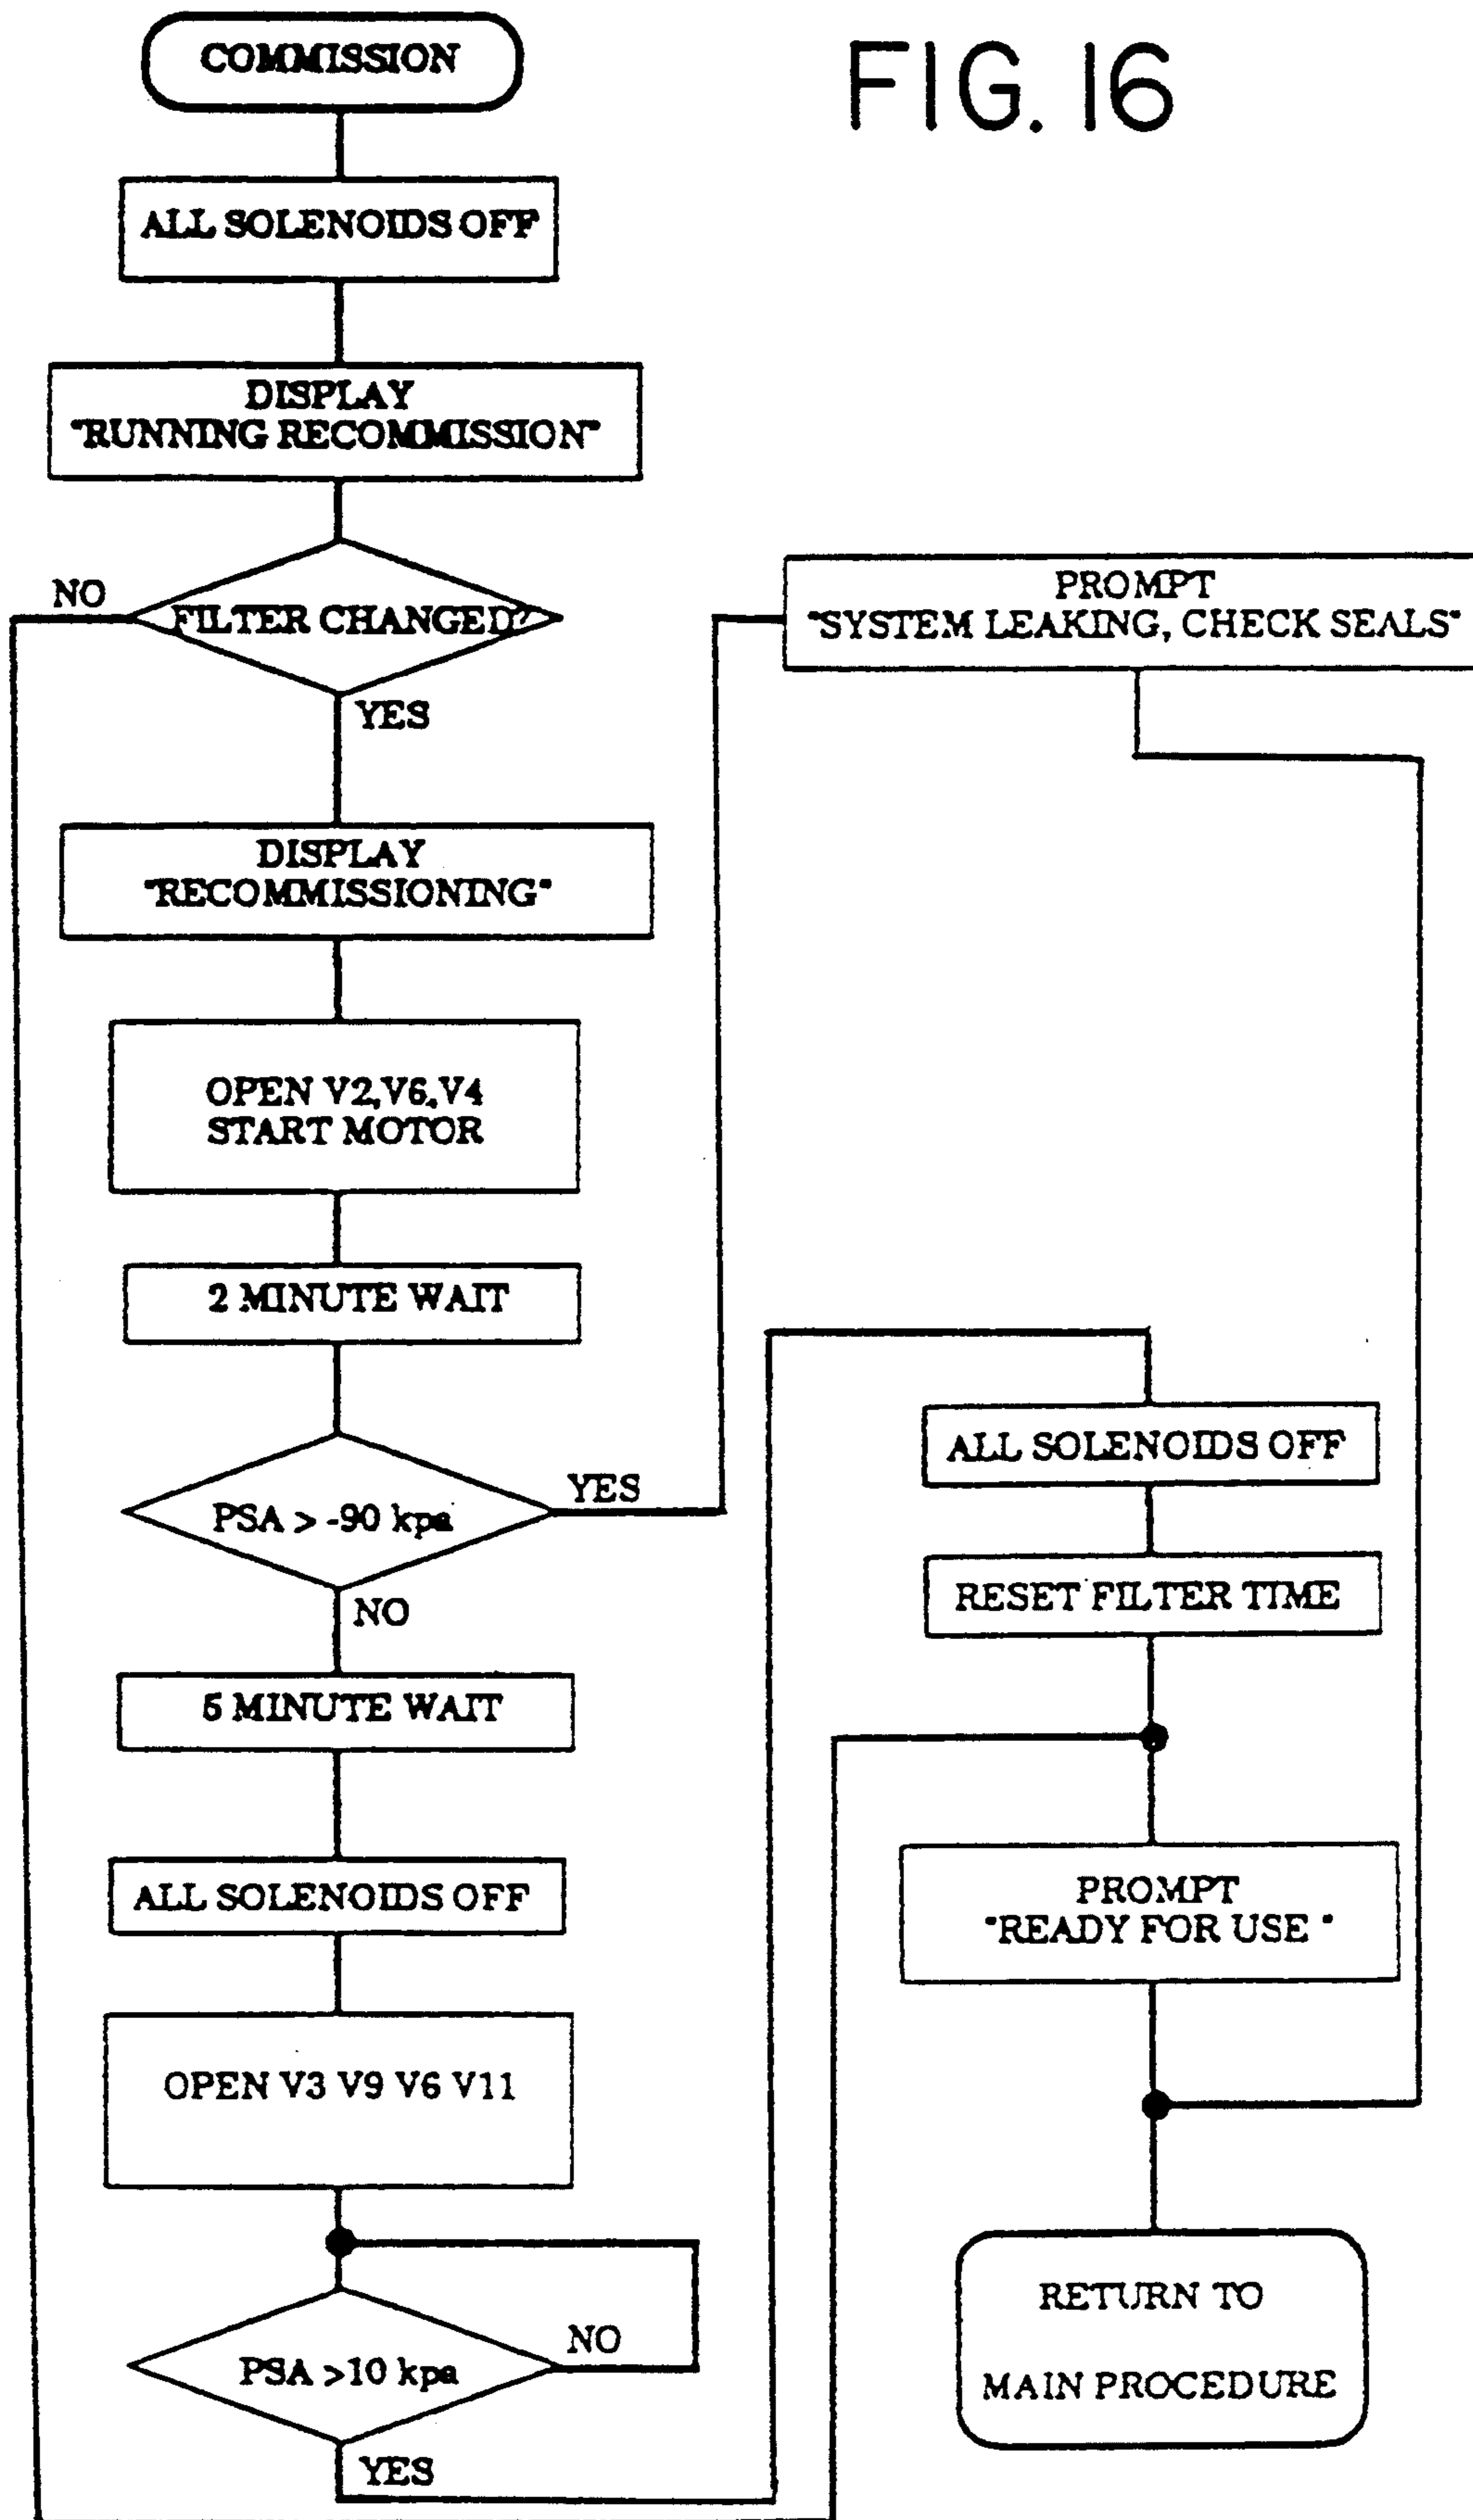 COMMISSION
FIG. 16
ALL SOLENOIDS OFF
DISPLAY
"RUNNING RECOMMISSION"
NO
FILTER CHANGED?
YES
PROMPT
"SYSTEM LEAKING, CHECK SEALS"
DISPLAY
"RECOMMISSIONING"
OPEN V2,V6,V4
START MOTOR
2 MINUTE WAIT
PSA > -90 kpa
YES
NO
5 MINUTE WAIT
ALL SOLENOIDS OFF
OPEN V3 V9 V6 V11
PSA >10 kpa
NO
YES
ALL SOLENOIDS OFF
RESET FILTER TIME
PROMPT
"READY FOR USE "
RETURN TO
MAIN PROCEDURE